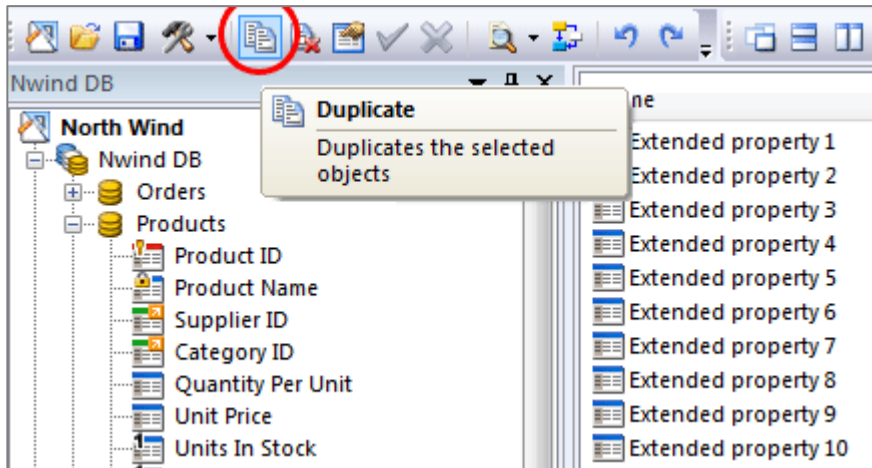 Nwind DB
North Wind
Nwind DB
Orders
Products
Product ID
Product Name
Supplier ID
Category ID
Quantity Per Unit
Unit Price
Units In Stock
Duplicate
Duplicates the selected
objects
Extended property 1
Extended property 2
Extended property 3
Extended property 4
Extended property 5
Extended property 6
Extended property 7
Extended property 8
Extended property 9
Extended property 10